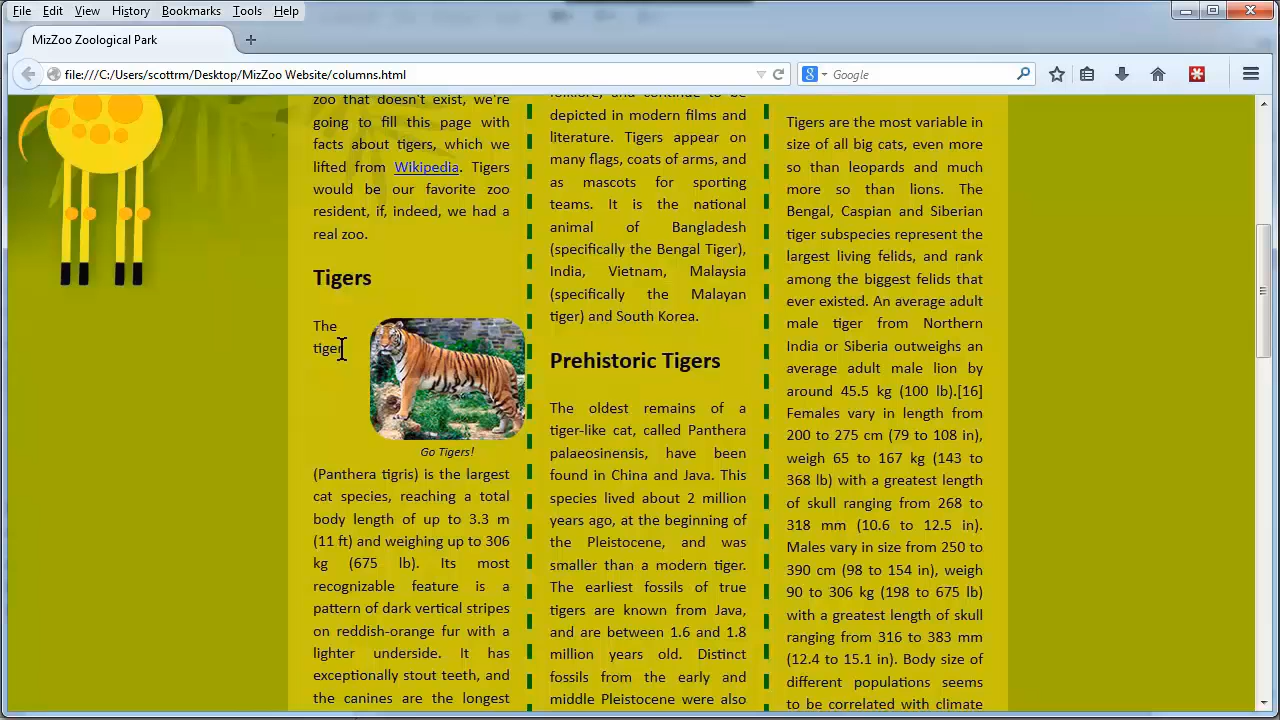 File Edit View History Bookmarks Tools Help
MizZoo Zoological Park
file:///C:/Users/scottrm/Desktop/MizZoo Website/columns.html
Google
zoo that doesn't exist, we're
going to fill this page with
facts about tigers, which we
lifted from Wikipedia. Tigers
would be our favorite zoo
resident, if, indeed, we had a
real zoo.
Tigers
The
tiger
Go Tigers!
(Panthera tigris) is the largest
cat species, reaching a total
body length of up to 3.3 m
(11 ft) and weighing up to 306
kg (675 lb). Its most
recognizable feature is a
pattern of dark vertical stripes
on reddish-orange fur with a
lighter underside. It has
exceptionally stout teeth, and
the canines are the longest
folklore, and continue to be
depicted in modern films and
literature. Tigers appear on
many flags, coats of arms, and
as mascots for sporting
teams. It is the national
animal of Bangladesh
(specifically the Bengal Tiger),
India, Vietnam, Malaysia
(specifically the Malayan
tiger) and South Korea.
Prehistoric Tigers
The oldest remains of a
tiger-like cat, called Panthera
palaeosinensis, have been
found in China and Java. This
species lived about 2 million
years ago, at the beginning of
the Pleistocene, and was
smaller than a modern tiger.
The earliest fossils of true
tigers are known from Java,
and are between 1.6 and 1.8
million years old. Distinct
fossils from the early and
middle Pleistocene were also
Tigers are the most variable in
size of all big cats, even more
so than leopards and much
more so than lions. The
Bengal, Caspian and Siberian
tiger subspecies represent the
largest living felids, and rank
among the biggest felids that
ever existed. An average adult
male tiger from Northern
India or Siberia outweighs an
average adult male lion by
around 45.5 kg (100 lb).[16]
Females vary in length from
200 to 275 cm (79 to 108 in),
weigh 65 to 167 kg (143 to
368 lb) with a greatest length
of skull ranging from 268 to
318 mm (10.6 to 12.5 in).
Males vary in size from 250 to
390 cm (98 to 154 in), weigh
90 to 306 kg (198 to 675 lb)
with a greatest length of skull
ranging from 316 to 383 mm
(12.4 to 15.1 in). Body size of
different populations seems
to be correlated with climate